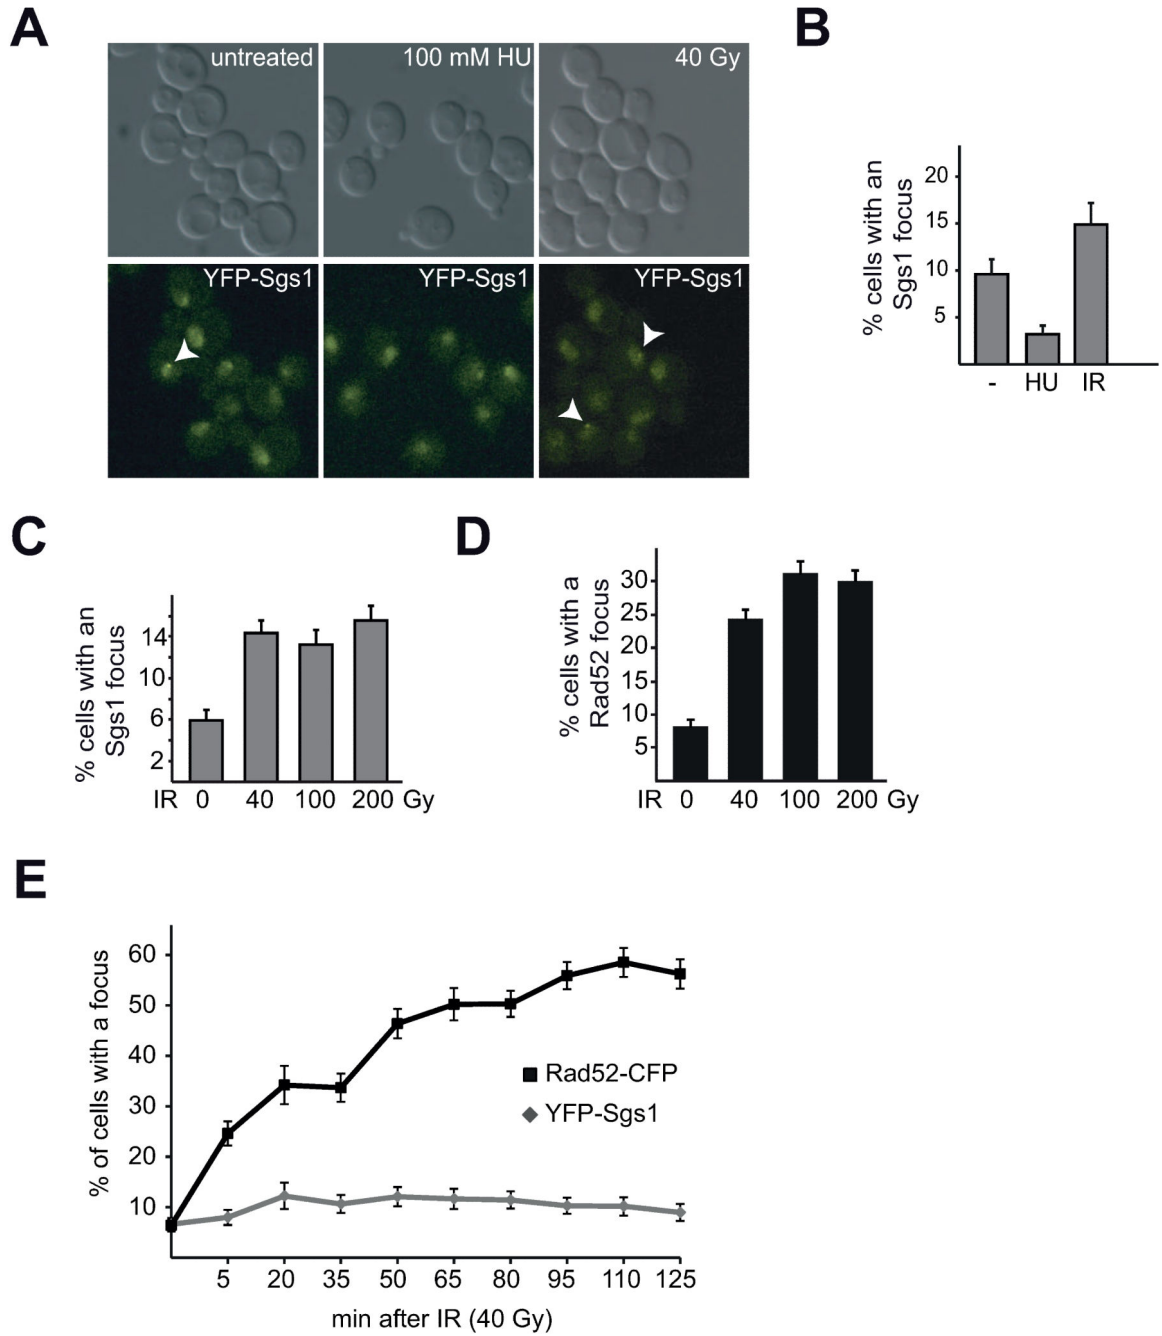 A
untreated
100 mM HU
40 Gy
YFP-Sgs1
YFP-Sgs1
YFP-Sgs1
B
% cells with an
Sgs1 focus
20
15
10
5
-
HU
IR
C
% cells with an
Sgs1 focus
14
10
6
2
IR 0 40 100 200 Gy
D
% cells with a
Rad52 focus
30
25
20
15
10
5
IR 0 40 100 200 Gy
E
% of cells with a focus
60
50
40
30
20
10
Rad52-CFP
YFP-Sgs1
5 20 35 50 65 80 95 110 125
min after IR (40 Gy)